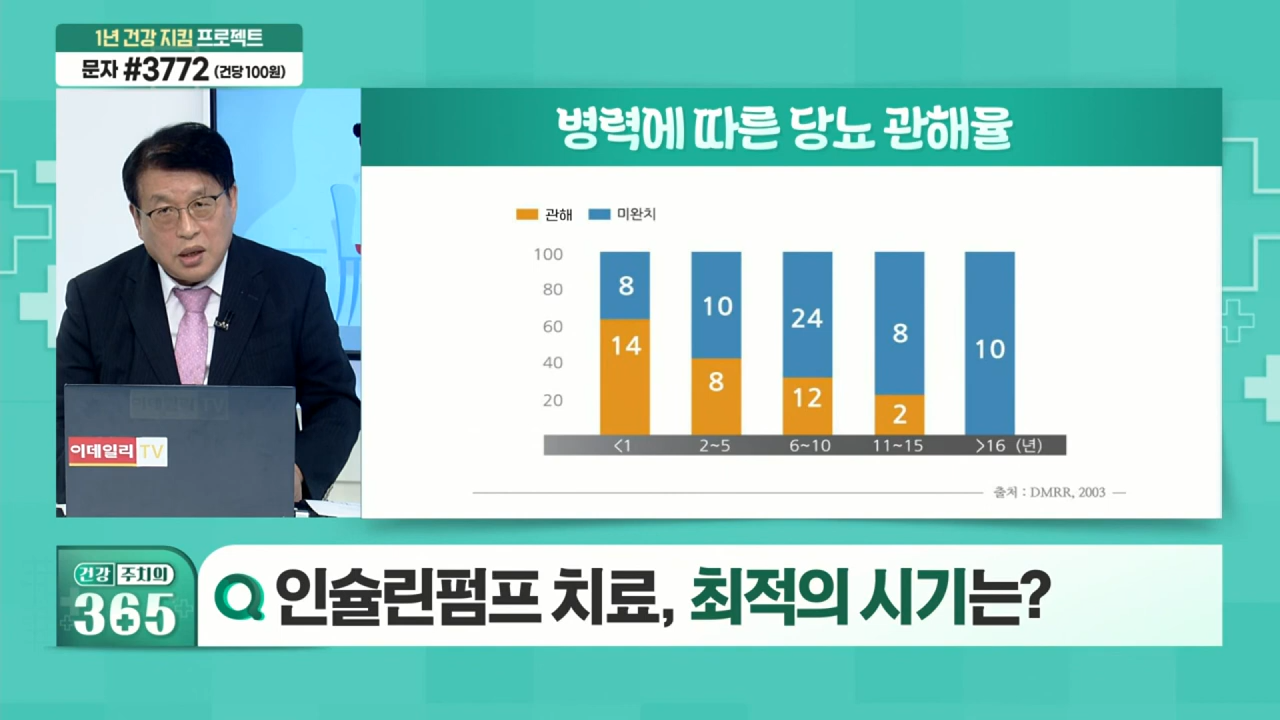 1년 건강 지킴 프로젝트
문자 #3772 (건당 100원)
병력에 따른 당뇨 관해율
관해 미완치
100
80
60
40
20
8 10 24 8 10
14 8 12 2
<1 2~5 6~10 11~15 >16 (년)
출처 : DMRR, 2003
이데일리 TV
건강 주치의
365
Q 인슐린펌프 치료, 최적의 시기는?